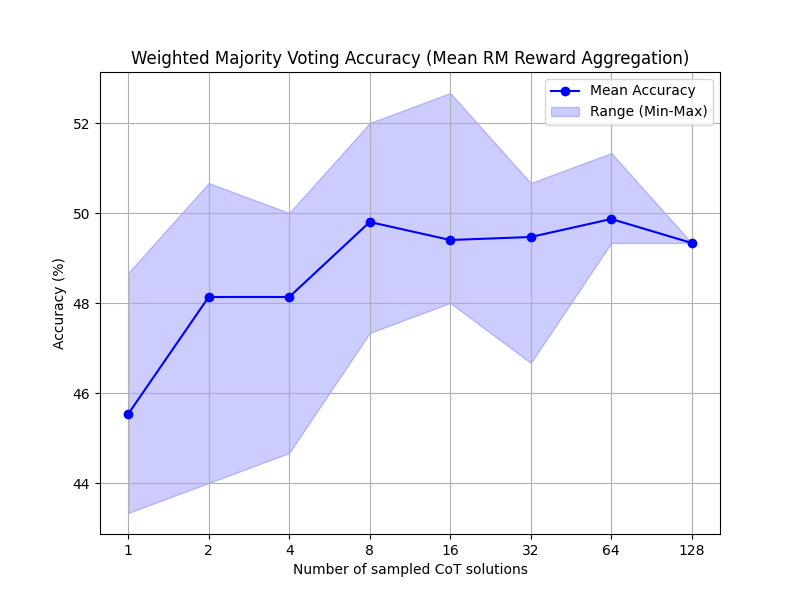 Weighted Majority Voting Accuracy (Mean RM Reward Aggregation)
Mean Accuracy
Range (Min-Max)
Accuracy (%)
52
50
48
46
44
1 2 4 8 16 32 64 128
Number of sampled CoT solutions